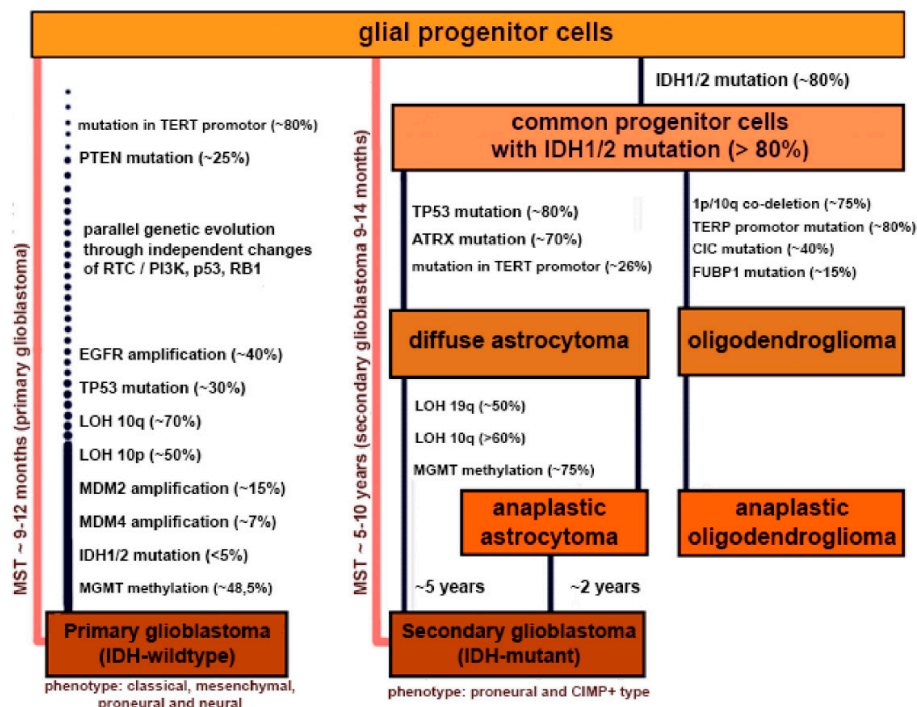 glial progenitor cells
IDH1/2 mutation (~80%)
common progenitor cells
with IDH1/2 mutation (> 80%)
MST ~ 9-12 months (primary glioblastoma)
mutation in TERT promotor (~80%)
PTEN mutation (~25%)
parallel genetic evolution
through independent changes
of RTC / PI3K, p53, RB1
EGFR amplification (~40%)
TP53 mutation (~30%)
LOH 10q (~70%)
LOH 10p (~50%)
MDM2 amplification (~15%)
MDM4 amplification (~7%)
IDH1/2 mutation (<5%)
MGMT methylation (~48,5%)
Primary glioblastoma
(IDH-wildtype)
phenotype: classical, mesenchymal,
proneural and neural
MST ~ 5-10 years (secondary glioblastoma 9-14 months)
TP53 mutation (~80%)
ATRX mutation (~70%)
mutation in TERT promotor (~26%)
diffuse astrocytoma
LOH 19q (~50%)
LOH 10q (>60%)
MGMT methylation (~75%)
anaplastic
astrocytoma
~5 years
~2 years
Secondary glioblastoma
(IDH-mutant)
phenotype: proneural and CIMP+ type
1p/10q co-deletion (~75%)
TERP promotor mutation (~80%)
CIC mutation (~40%)
FUBP1 mutation (~15%)
oligodendroglioma
anaplastic
oligodendroglioma